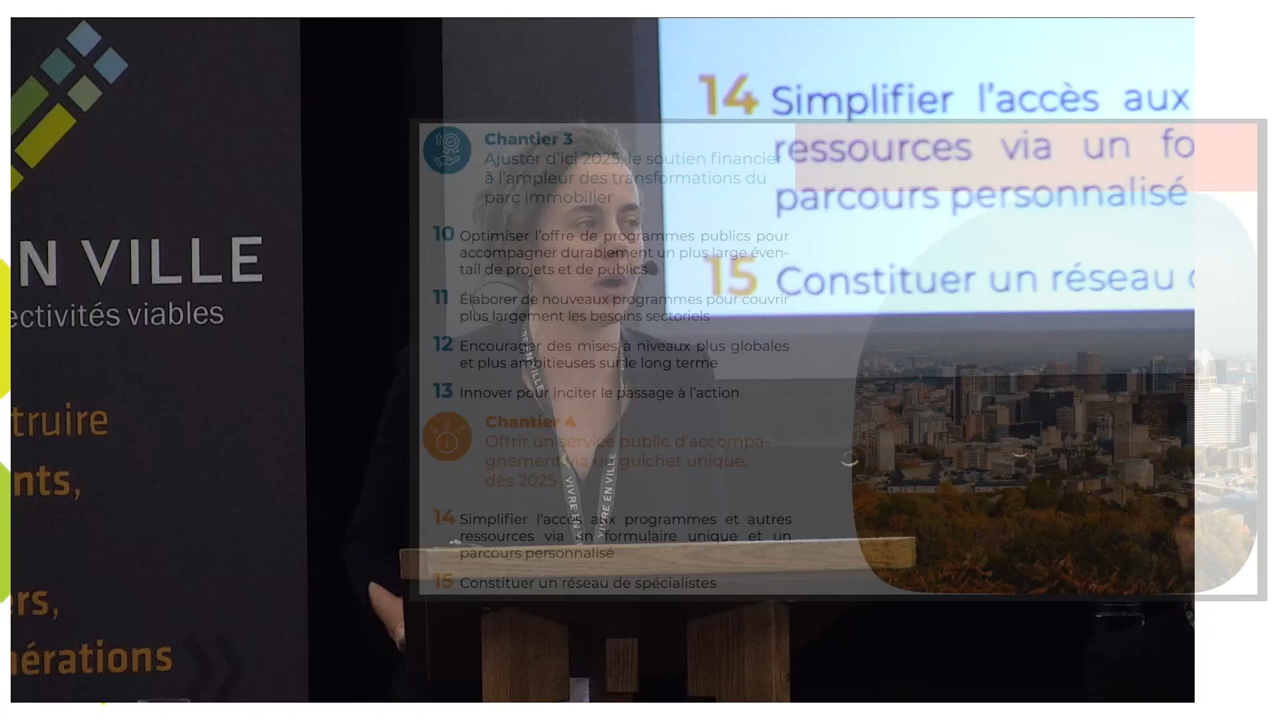 14 Simplifier l'accès aux
ressources via un fo
parcours personnalisé
15 Constituer un réseau
N VILLE
ectivités viables
truire
nts,
rs,
nérations
Chantier 3
Ajuster d'ici 2025, le soutien financier
à l'ampleur des transformations du
parc immobilier
10 Optimiser l'offre de programmes publics pour
accompagner durablement un plus large éven-
tail de projets et de publics
11 Élaborer de nouveaux programmes pour couvrir
plus largement les besoins sectoriels
12 Encourager des mises à niveaux plus globales
et plus ambitieuses sur le long terme
13 Innover pour inciter le passage à l'action
Chantier 4
Offrir un service public d'accompa-
gnement via un guichet unique,
dès 2025
14 Simplifier l'accès aux programmes et autres
ressources via un formulaire unique et un
parcours personnalisé
15 Constituer un réseau de spécialistes
VIVRE EN VILLE